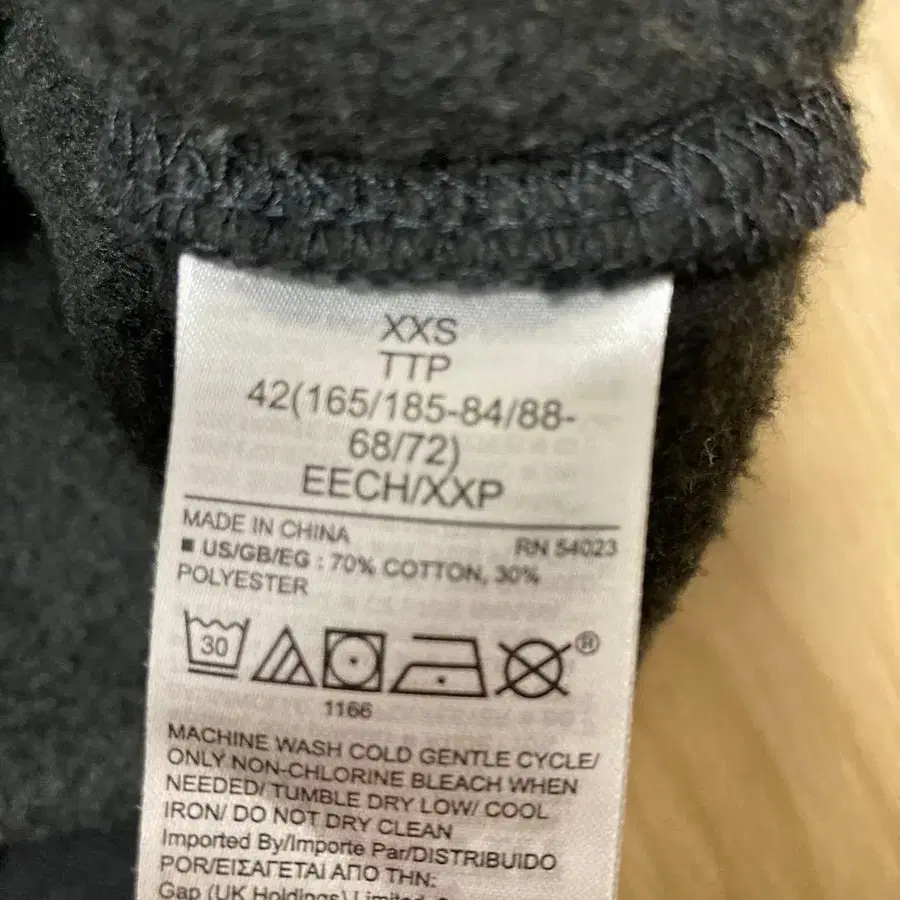 XXS
TTP
42(165/185-84/88-
68/72)
EECH/XXP
MADE IN CHINA
RN 54023
■ US/GB/EG : 70% COTTON, 30%
POLYESTER
30
®
1166
MACHINE WASH COLD GENTLE CYCLE/
ONLY NON-CHLORINE BLEACH WHEN
NEEDED/ TUMBLE DRY LOW/ COOL
IRON/ DO NOT DRY CLEAN
Imported By/Importe Par/DISTRIBUIDO
POR/ΕΙΣΑΓΕΤΑΙ ΑΠΟ ΤΗΝ:
Gap (UK Holdings) Limited